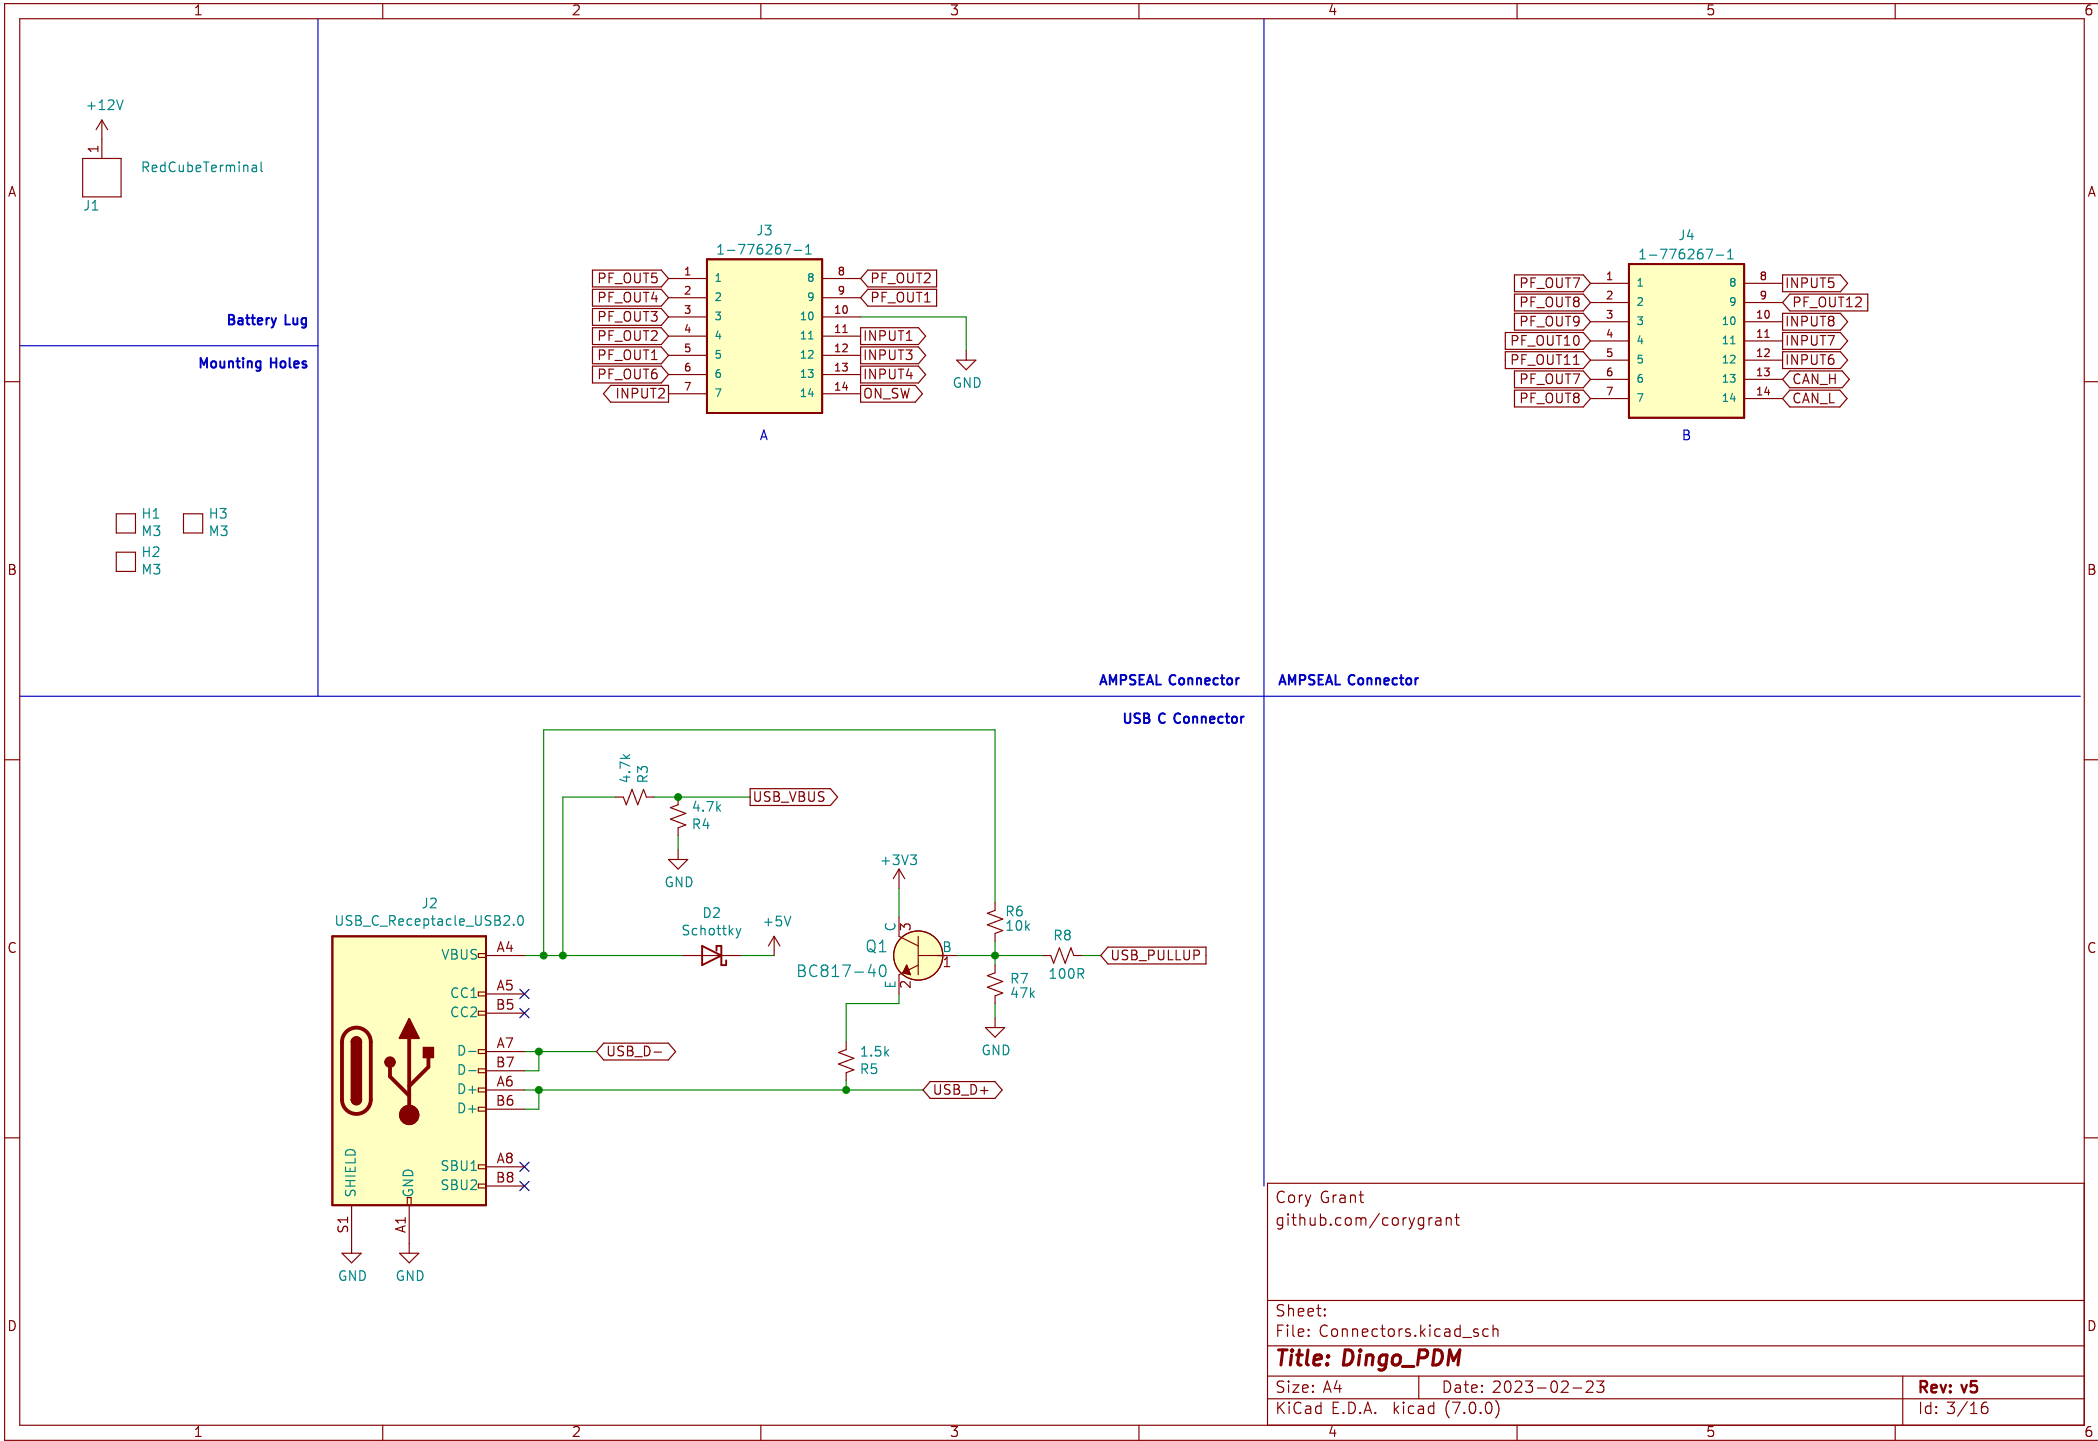 1 2 3 4 5 6
+12V
1
RedCubeTerminal
J1
A
A
Battery Lug
Mounting Holes
H1
M3
H3
M3
H2
M3
B
B
J3
1-776267-1
PF_OUT5 1 1 8 8 PF_OUT2
PF_OUT4 2 2 9 9 PF_OUT1
PF_OUT3 3 3 10 10
PF_OUT2 4 4 11 11 INPUT1
PF_OUT1 5 5 12 12 INPUT3
PF_OUT6 6 6 13 13 INPUT4
INPUT2 7 7 14 14 ON_SW
GND
A
AMPSEAL Connector
J4
1-776267-1
PF_OUT7 1 1 8 8 INPUT5
PF_OUT8 2 2 9 9 PF_OUT12
PF_OUT9 3 3 10 10 INPUT8
PF_OUT10 4 4 11 11 INPUT7
PF_OUT11 5 5 12 12 INPUT6
PF_OUT7 6 6 13 13 CAN_H
PF_OUT8 7 7 14 14 CAN_L
B
AMPSEAL Connector
USB C Connector
4.7k
R3
USB_VBUS
4.7k
R4
GND
+3V3
J2
USB_C_Receptacle_USB2.0
D2
Schottky
+5V
C
3
Q1
BC817-40
B
1
E
2
R6
10k
R8
100R
USB_PULLUP
R7
47k
GND
1.5k
R5
C
C
VBUS A4
CC1 A5
CC2 B5
D- A7
D- B7
D+ A6
D+ B6
SBU1 A8
SBU2 B8
USB_D-
USB_D+
SHIELD
GND
S1
A1
GND
GND
D
D
Cory Grant
github.com/corygrant
Sheet:
File: Connectors.kicad_sch
Title: Dingo_PDM
Size: A4 Date: 2023-02-23 Rev: v5
KiCad E.D.A. kicad (7.0.0) Id: 3/16
1 2 3 4 5 6